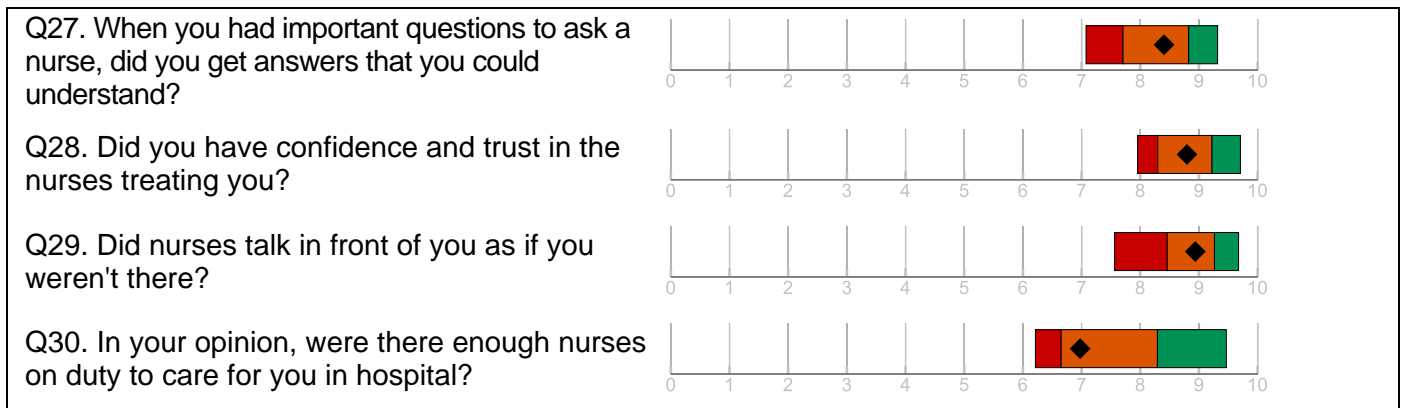 Q27. When you had important questions to ask a
nurse, did you get answers that you could
understand?
0 1 2 3 4 5 6 7 8 9 10
Q28. Did you have confidence and trust in the
nurses treating you?
0 1 2 3 4 5 6 7 8 9 10
Q29. Did nurses talk in front of you as if you
weren't there?
0 1 2 3 4 5 6 7 8 9 10
Q30. In your opinion, were there enough nurses
on duty to care for you in hospital?
0 1 2 3 4 5 6 7 8 9 10